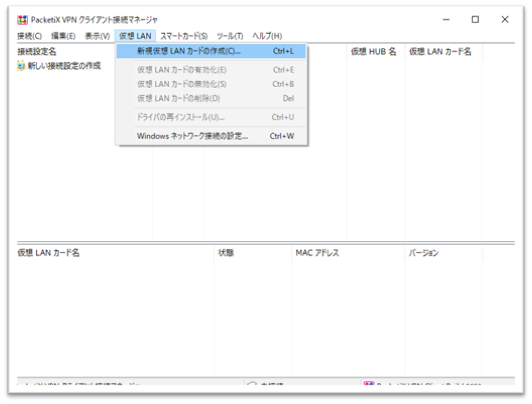 PacketiX VPN クライアント接続マネージャ
接続(C) 編集(E) 表示(V) 仮想 LAN スマートカード(S) ツール(T) ヘルプ(H)
接続設定名 仮想 HUB 名 仮想 LAN カード名
新しい接続設定の作成
新規仮想 LAN カードの作成(C)... Ctrl+L
仮想 LAN カードの有効化(E) Ctrl+E
仮想 LAN カードの無効化(S) Ctrl+B
仮想 LAN カードの削除(D) Del
ドライバの再インストール(U)... Ctrl+U
Windows ネットワーク接続の設定... Ctrl+W
仮想 LAN カード名 状態 MAC アドレス バージョン